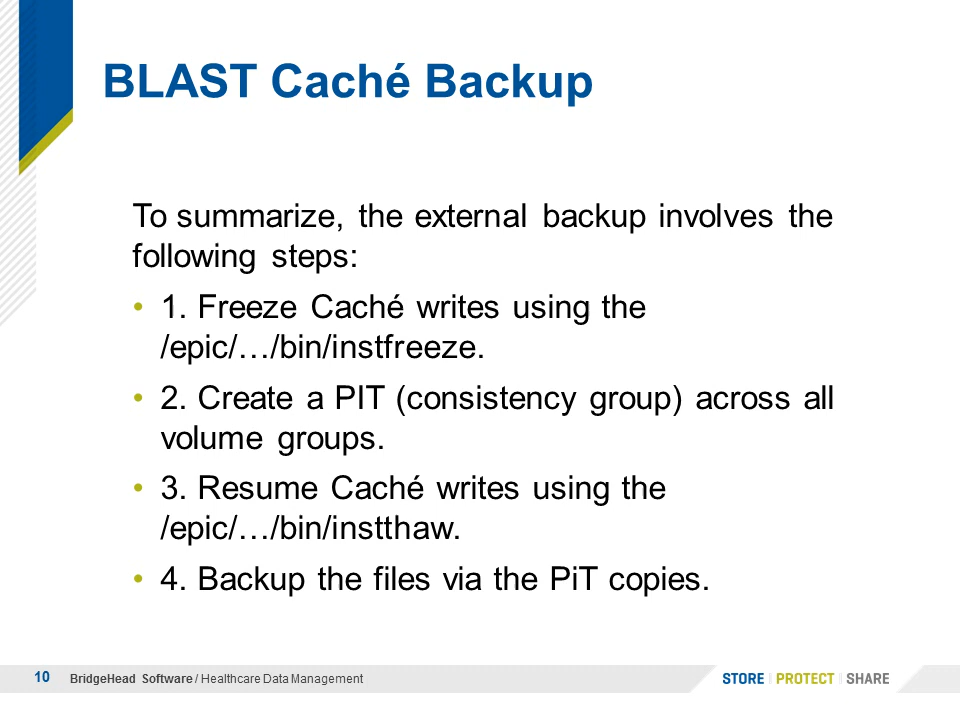 BLAST Caché Backup
To summarize, the external backup involves the
following steps:
• 1. Freeze Caché writes using the
/epic/…/bin/instfreeze.
• 2. Create a PIT (consistency group) across all
volume groups.
• 3. Resume Caché writes using the
/epic/…/bin/instthaw.
• 4. Backup the files via the PiT copies.
10 BridgeHead Software / Healthcare Data Management STORE | PROTECT | SHARE